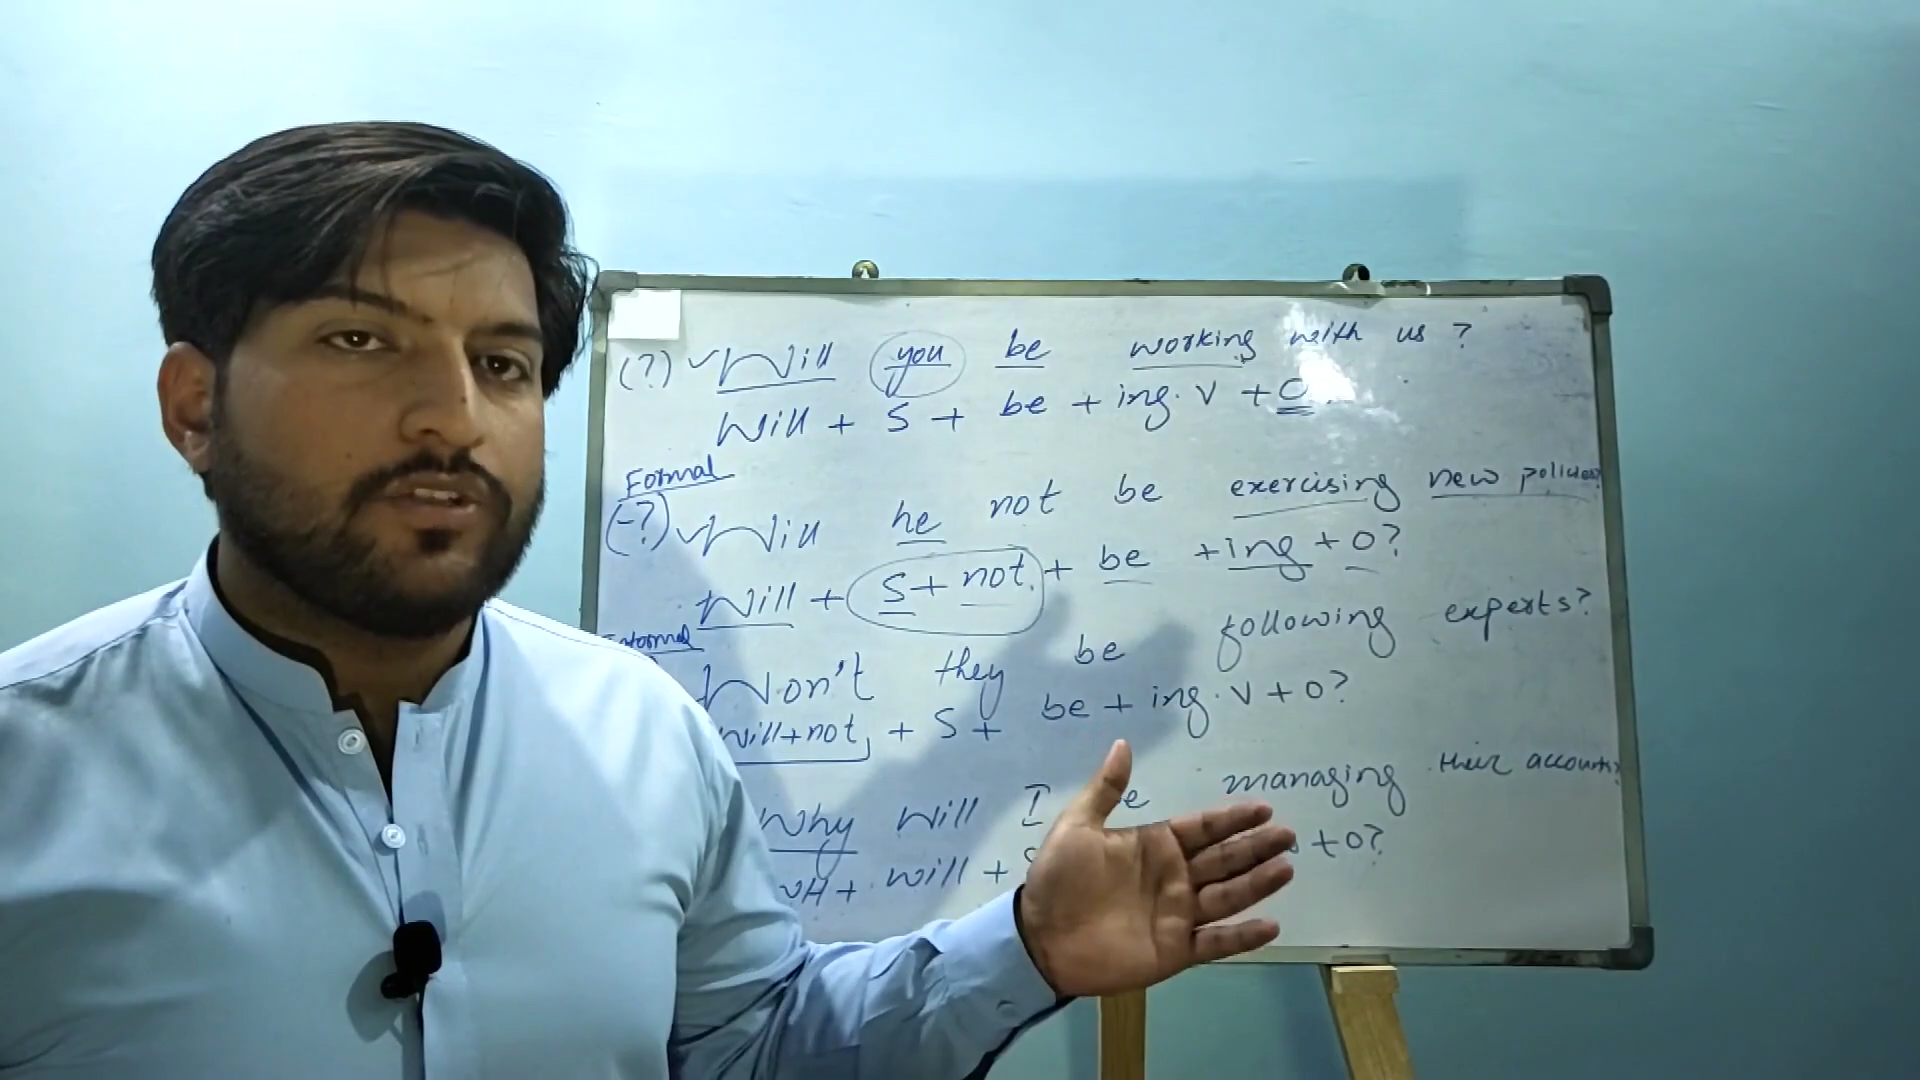 (?) Will you be working with us ?
Will + S + be + ing. V + O.
Formal
(-?) Will he not be exercising new policies?
Will + S + not + be + ing + O?
Won't they be following experts?
Will + not, + S + be + ing. V + O?
Why Will I managing their accounts?
WH + will + + O?